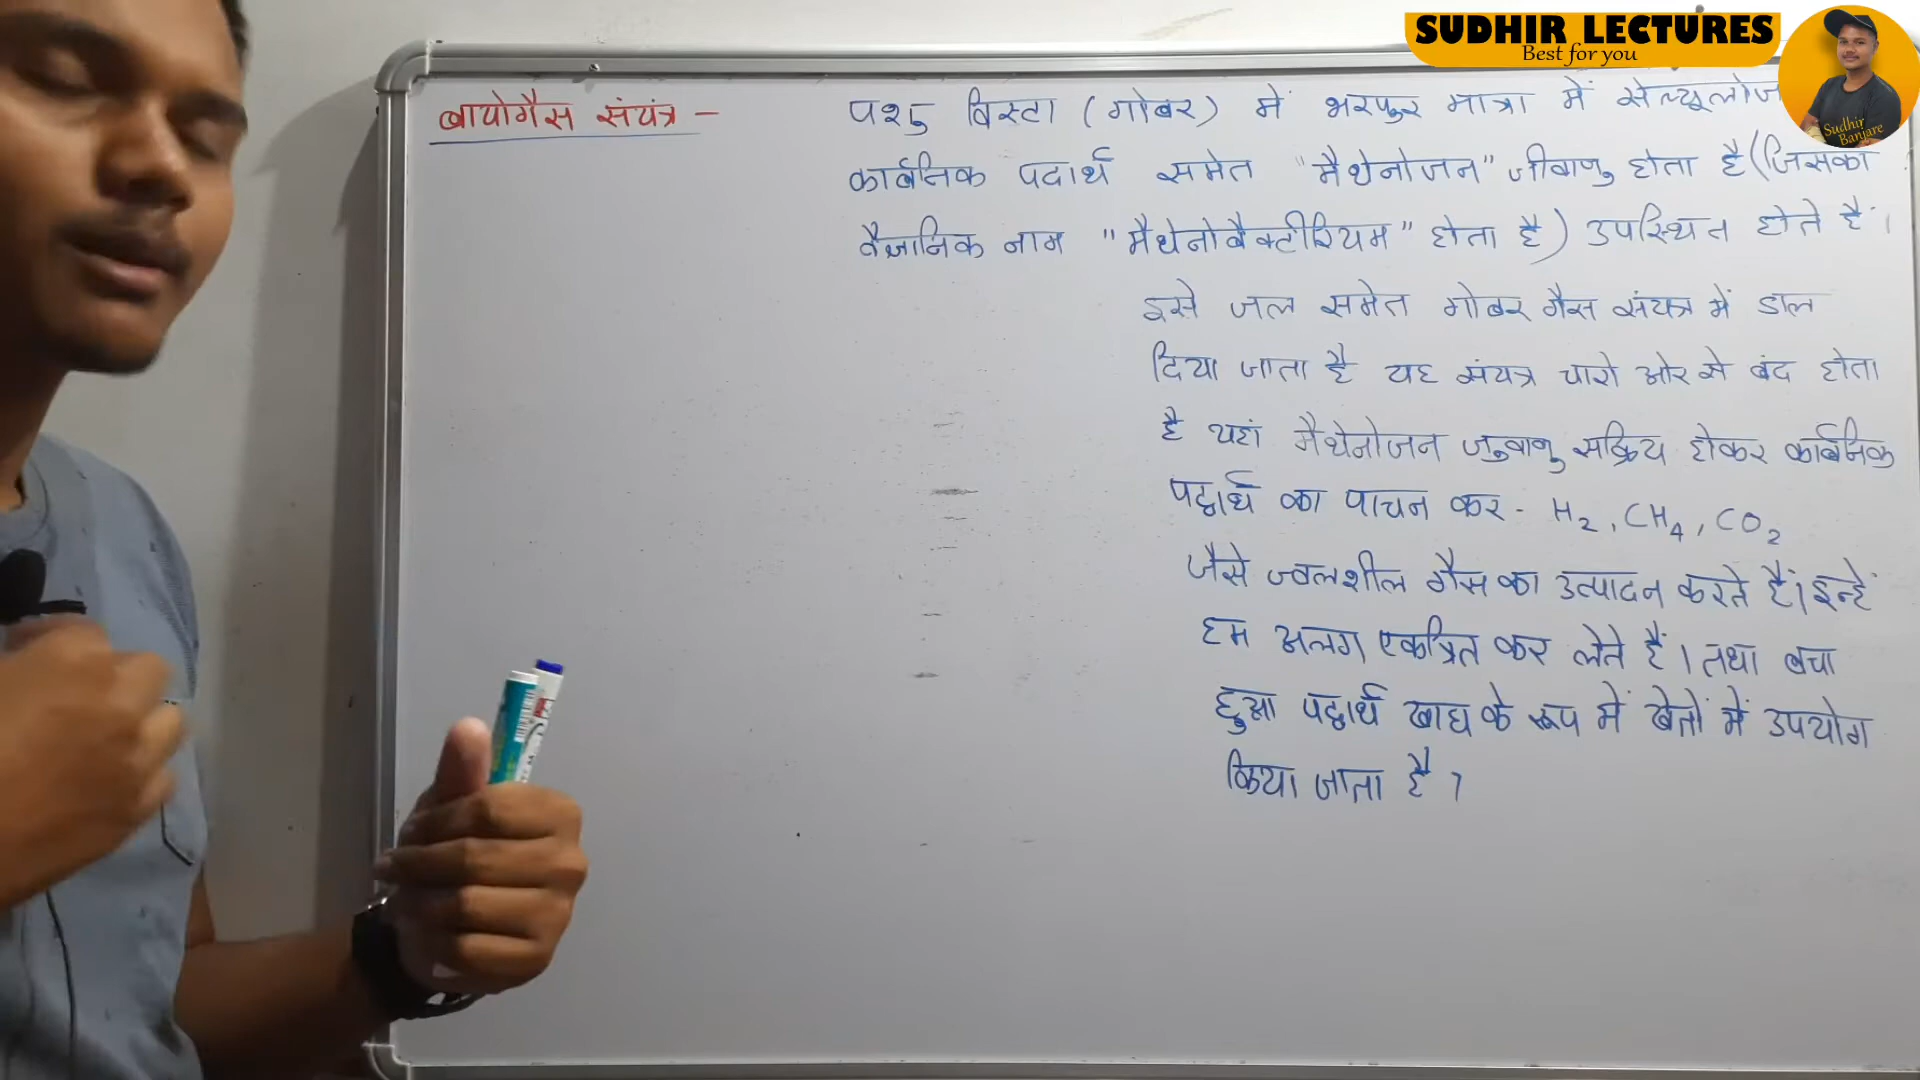 SUDHIR LECTURES
Best for you
Sudhir
Banjare
बायोगैस संयंत्र -
पशु विस्टा (गोबर) में भरपुर मात्रा में सेल्यूलोज
कार्बनिक पदार्थ समेत "मैथेनोजन" जीवाणु होता है (जिसका
वैज्ञानिक नाम "मैथेनोबैक्टीरियम" होता है) उपस्थित होते है।
इसे जल समेत गोबर गैस संयत्र में डाल
दिया जाता है यह संयत्र चारो ओर से बंद होता
है यहां मैथेनोजन जुवाणु सक्रिय होकर कार्बनिक
पद्वार्थ का पाचन कर - H₂, CH₄, CO₂
जैसे ज्वलशील गैस का उत्पादन करते हैं। इन्हें
हम अलग एकत्रित कर लेते हैं। तथा बचा
हुआ पद्वार्थ खाद्य के रूप में खेतों में उपयोग
किया जाता है।